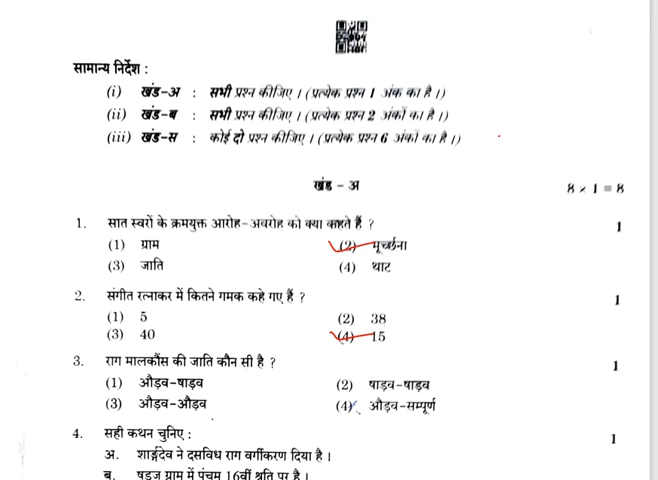 सामान्य निर्देश :
(i) खंड-अ : सभी प्रश्न कीजिए । (प्रत्येक प्रश्न 1 अंक का है ।)
(ii) खंड-ब : सभी प्रश्न कीजिए । (प्रत्येक प्रश्न 2 अंकों का है ।)
(iii) खंड-स : कोई दो प्रश्न कीजिए । (प्रत्येक प्रश्न 6 अंकों का है ।)
खंड – अ 8 × 1 = 8
1. सात स्वरों के क्रमयुक्त आरोह-अवरोह को क्या कहते हैं ? 1
(1) ग्राम (2) मूर्च्छना
(3) जाति (4) थाट
2. संगीत रत्नाकर में कितने गमक कहे गए हैं ? 1
(1) 5 (2) 38
(3) 40 (4) 15
3. राग मालकौंस की जाति कौन सी है ? 1
(1) औड़व-षाड़व (2) षाड़व-षाड़व
(3) औड़व-औड़व (4) औड़व-सम्पूर्ण
4. सही कथन चुनिए : 1
अ. शार्ङ्गदेव ने दसविध राग वर्गीकरण दिया है ।
ब. षड्ज ग्राम में पंचम 16वीं श्रुति पर है ।